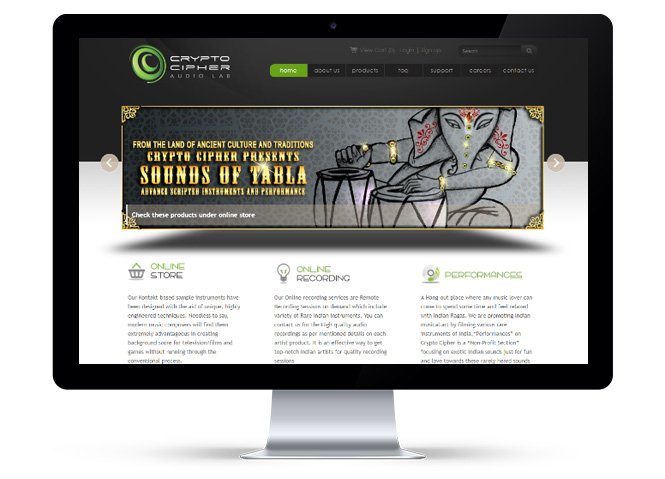 CRYPTO
CIPHER
AUDIO LAB
View Cart (0) Login | Sign up
Search
home about us products faq support careers contact us
FROM THE LAND OF ANCIENT CULTURE AND TRADITIONS
CRYPTO CIPHER PRESENTS
SOUNDS OF TABLA
ADVANCE SCRIPTED INSTRUMENTS AND PERFORMANCE
Check these products under online store
ONLINE
STORE
Our Kontakt based sample instruments have
been designed with the aid of unique, highly
engineered techniques. Needless to say,
modern music composers will find them
extremely advantageous in creating
background score for television/films and
games without running through the
conventional process.
ONLINE
RECORDING
Our Online recording services are Remote
Recording Sessions on demand which include
variety of Rare Indian Instruments. You can
contact us for the High quality audio
recordings as per mentioned details on each
artist product. It is an effective way to get
top-notch Indian artists for quality recording
sessions
PERFORMANCES
A Hang out place where any music lover can
come to spend some time and feel relaxed
with Indian Ragas. We are promoting Indian
musical art by filming various rare
instruments of India."Performances" on
Crypto Cipher is a "Non-Profit Section"
focusing on exotic Indian sounds just for fun
and love towards these rarely heard sounds